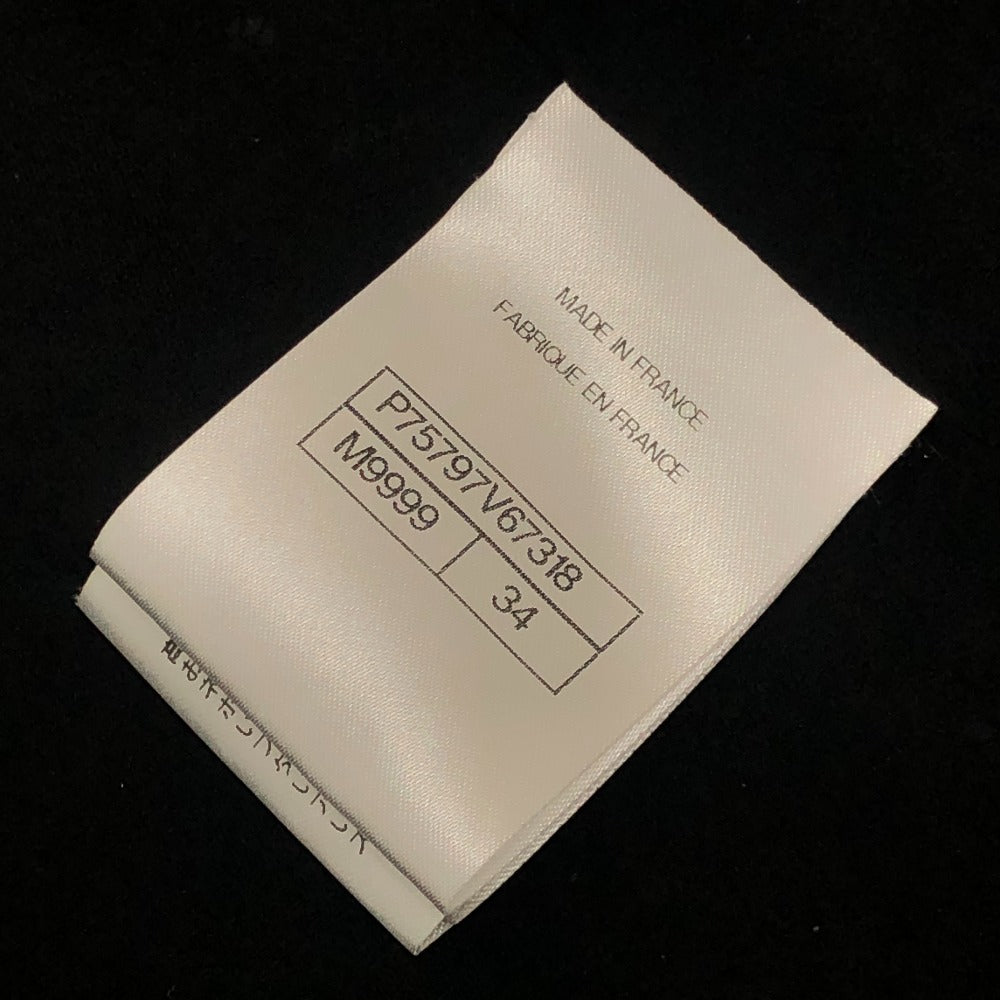 MADE IN FRANCE
FABRIQUE EN FRANCE
P75797V67318
M9999
34